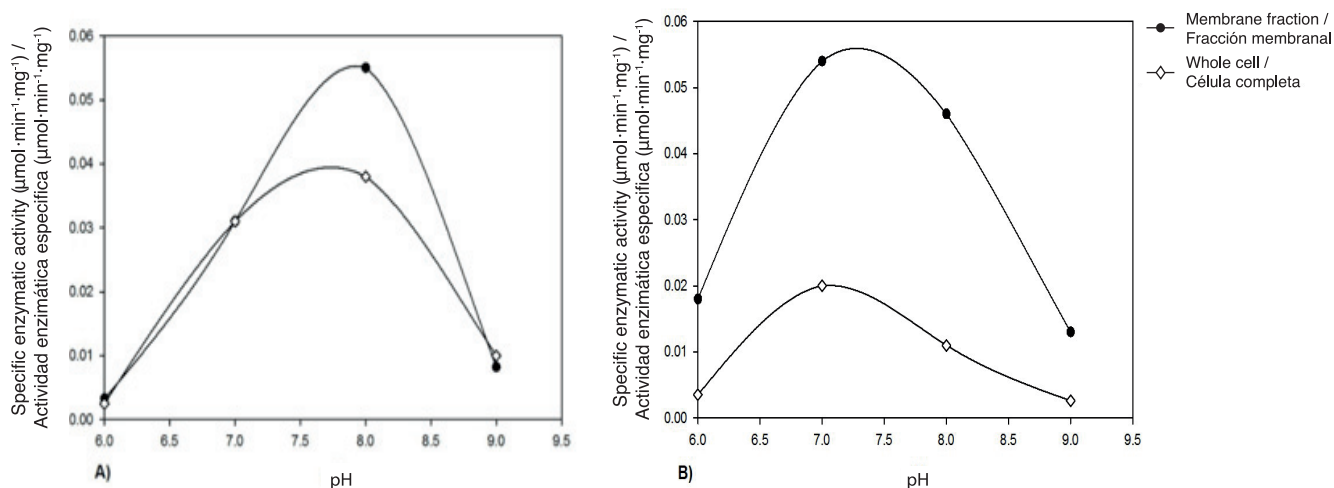 Specific enzymatic activity (µmol·min⁻¹·mg⁻¹) /
Actividad enzimática especifica (µmol·min⁻¹·mg⁻¹)
0.06
0.05
0.04
0.03
0.02
0.01
0.00
6.0 6.5 7.0 7.5 8.0 8.5 9.0 9.5
A)
pH
Specific enzymatic activity (µmol·min⁻¹·mg⁻¹) /
Actividad enzimática especifica (µmol·min⁻¹·mg⁻¹)
0.06
0.05
0.04
0.03
0.02
0.01
0.00
6.0 6.5 7.0 7.5 8.0 8.5 9.0 9.5
B)
pH
Membrane fraction /
Fracción membranal
Whole cell /
Célula completa